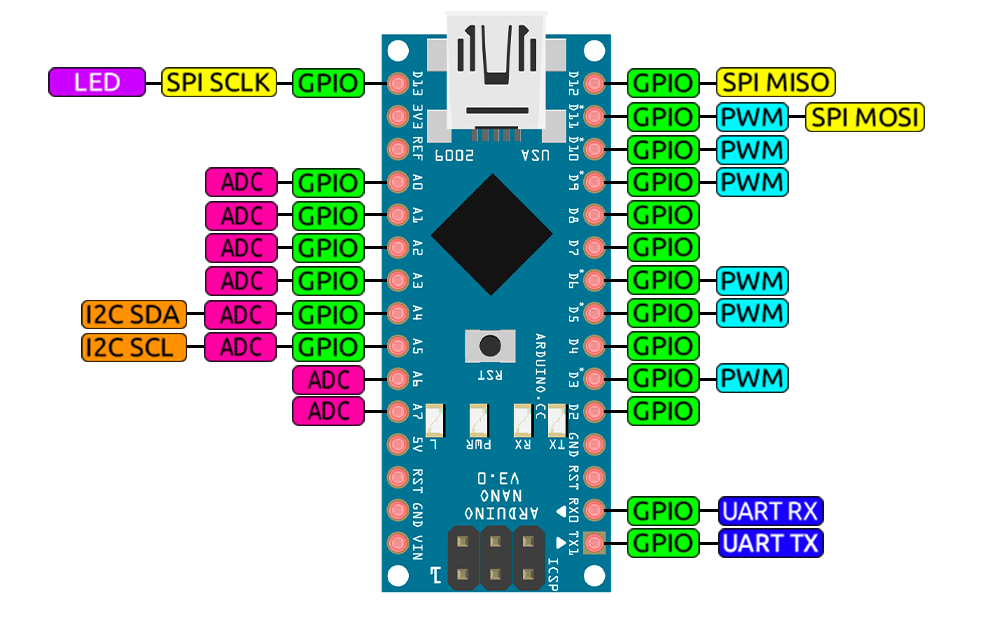 LED SPI SCLK GPIO D13 D12 GPIO SPI MISO
3V3 D11* GPIO PWM SPI MOSI
REF 2009 USA D10* GPIO PWM
ADC GPIO A0 D9* GPIO PWM
ADC GPIO A1 D8 GPIO
ADC GPIO A2 D7 GPIO
ADC GPIO A3 D6* GPIO PWM
I2C SDA ADC GPIO A4 D5* GPIO PWM
I2C SCL ADC GPIO A5 RST D4 GPIO
ADC A6 ARDUINO.CC D3* GPIO PWM
ADC A7 D2 GPIO
5V L PWR RX TX GND
RST V3.0 RST
GND NANO RX0 GPIO UART RX
ARDUINO
VIN TX1 GPIO UART TX
1 ICSP